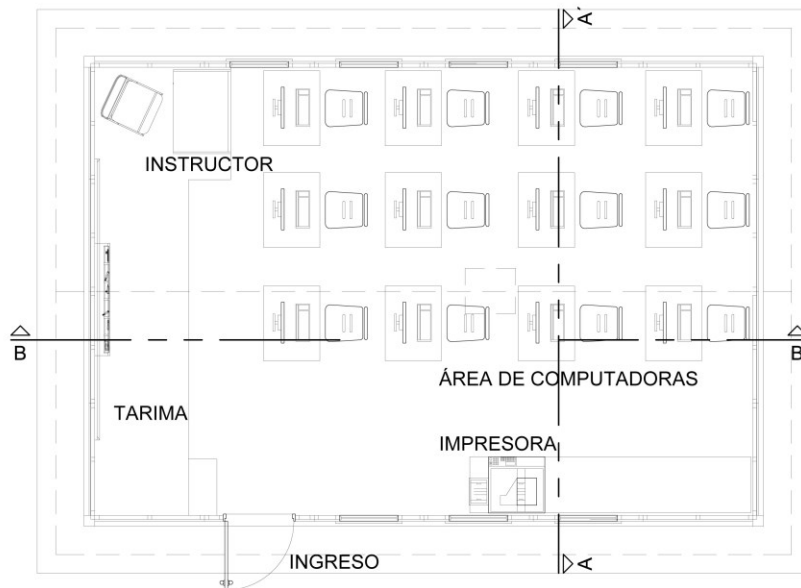 A
INSTRUCTOR
B
B
ÁREA DE COMPUTADORAS
TARIMA
IMPRESORA
INGRESO
A